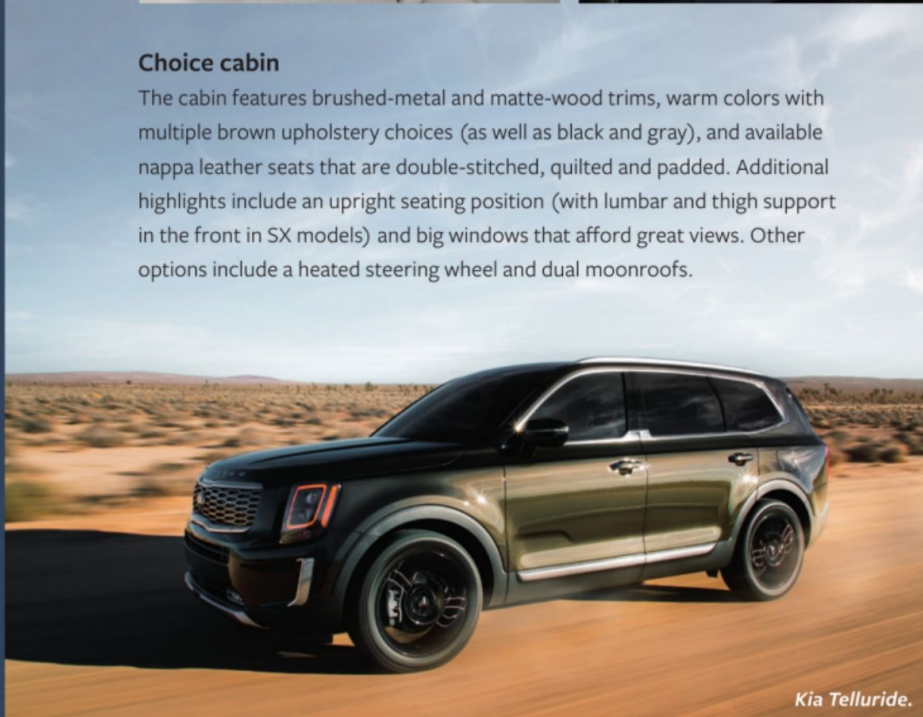 Choice cabin
The cabin features brushed-metal and matte-wood trims, warm colors with
multiple brown upholstery choices (as well as black and gray), and available
nappa leather seats that are double-stitched, quilted and padded. Additional
highlights include an upright seating position (with lumbar and thigh support
in the front in SX models) and big windows that afford great views. Other
options include a heated steering wheel and dual moonroofs.
Kia Telluride.